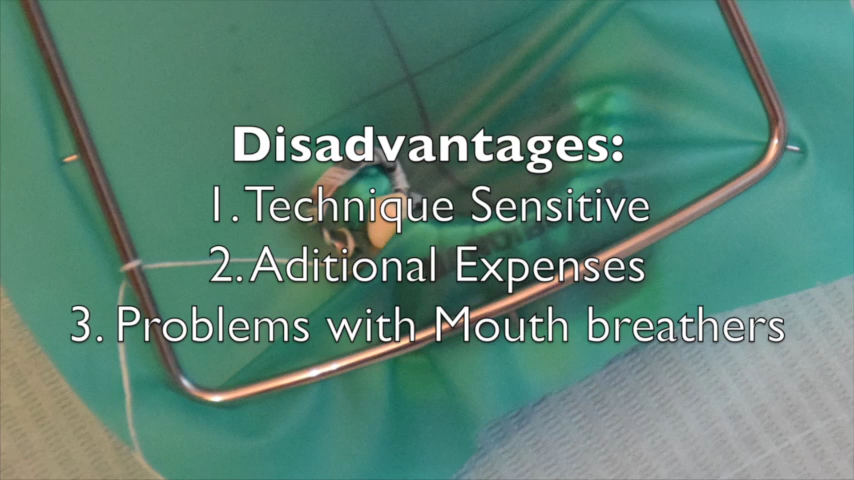 Disadvantages:
1. Technique Sensitive
2. Aditional Expenses
3. Problems with Mouth breathers